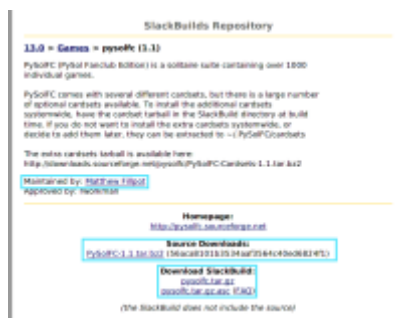 SlackBuilds Repository
13.0 > Games > pysolfc (1.1)
PySolFC (PySol Fanclub Edition) is a solitaire suite containing over 1000
individual games.
PySolFC comes with several different cardsets, but there is a large number
of optional cardsets available. To install the additional cardsets
systemwide, have the cardset tarball in the SlackBuild directory at build
time. If you do not want to install the extra cardsets systemwide, or
decide to add them later, they can be extracted to ~/.PySolFC/cardsets
The extra cardsets tarball is available here:
http://downloads.sourceforge.net/pysolfc/PySolFC-Cardsets-1.1.tar.bz2
Maintained by: Matthew Fillpot
Approved by: rworkman
Homepage:
http://pysolfc.sourceforge.net
Source Downloads:
PySolFC-1.1.tar.bz2
Download SlackBuild:
pysolfc.tar.gz
pysolfc.tar.gz.asc (FAQ)
(the SlackBuild does not include the source)